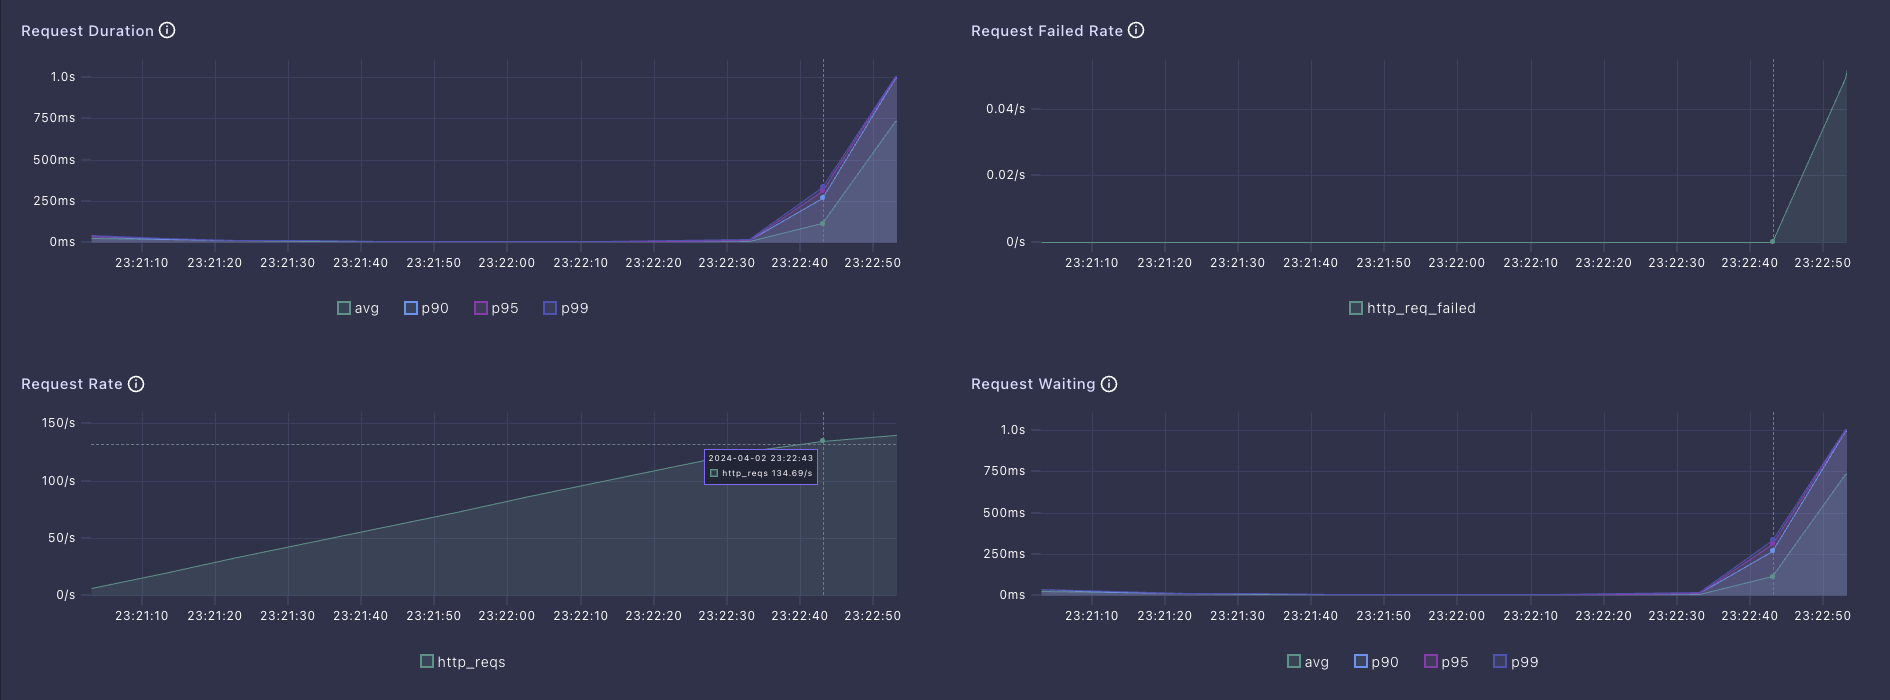 Request Duration
1.0s
750ms
500ms
250ms
0ms
23:21:10 23:21:20 23:21:30 23:21:40 23:21:50 23:22:00 23:22:10 23:22:20 23:22:30 23:22:40 23:22:50
avg p90 p95 p99
Request Failed Rate
0.04/s
0.02/s
0/s
23:21:10 23:21:20 23:21:30 23:21:40 23:21:50 23:22:00 23:22:10 23:22:20 23:22:30 23:22:40 23:22:50
http_req_failed
Request Rate
150/s
100/s
50/s
0/s
2024-04-02 23:22:43
http_reqs 134.69/s
23:21:10 23:21:20 23:21:30 23:21:40 23:21:50 23:22:00 23:22:10 23:22:20 23:22:30 23:22:40 23:22:50
http_reqs
Request Waiting
1.0s
750ms
500ms
250ms
0ms
23:21:10 23:21:20 23:21:30 23:21:40 23:21:50 23:22:00 23:22:10 23:22:20 23:22:30 23:22:40 23:22:50
avg p90 p95 p99